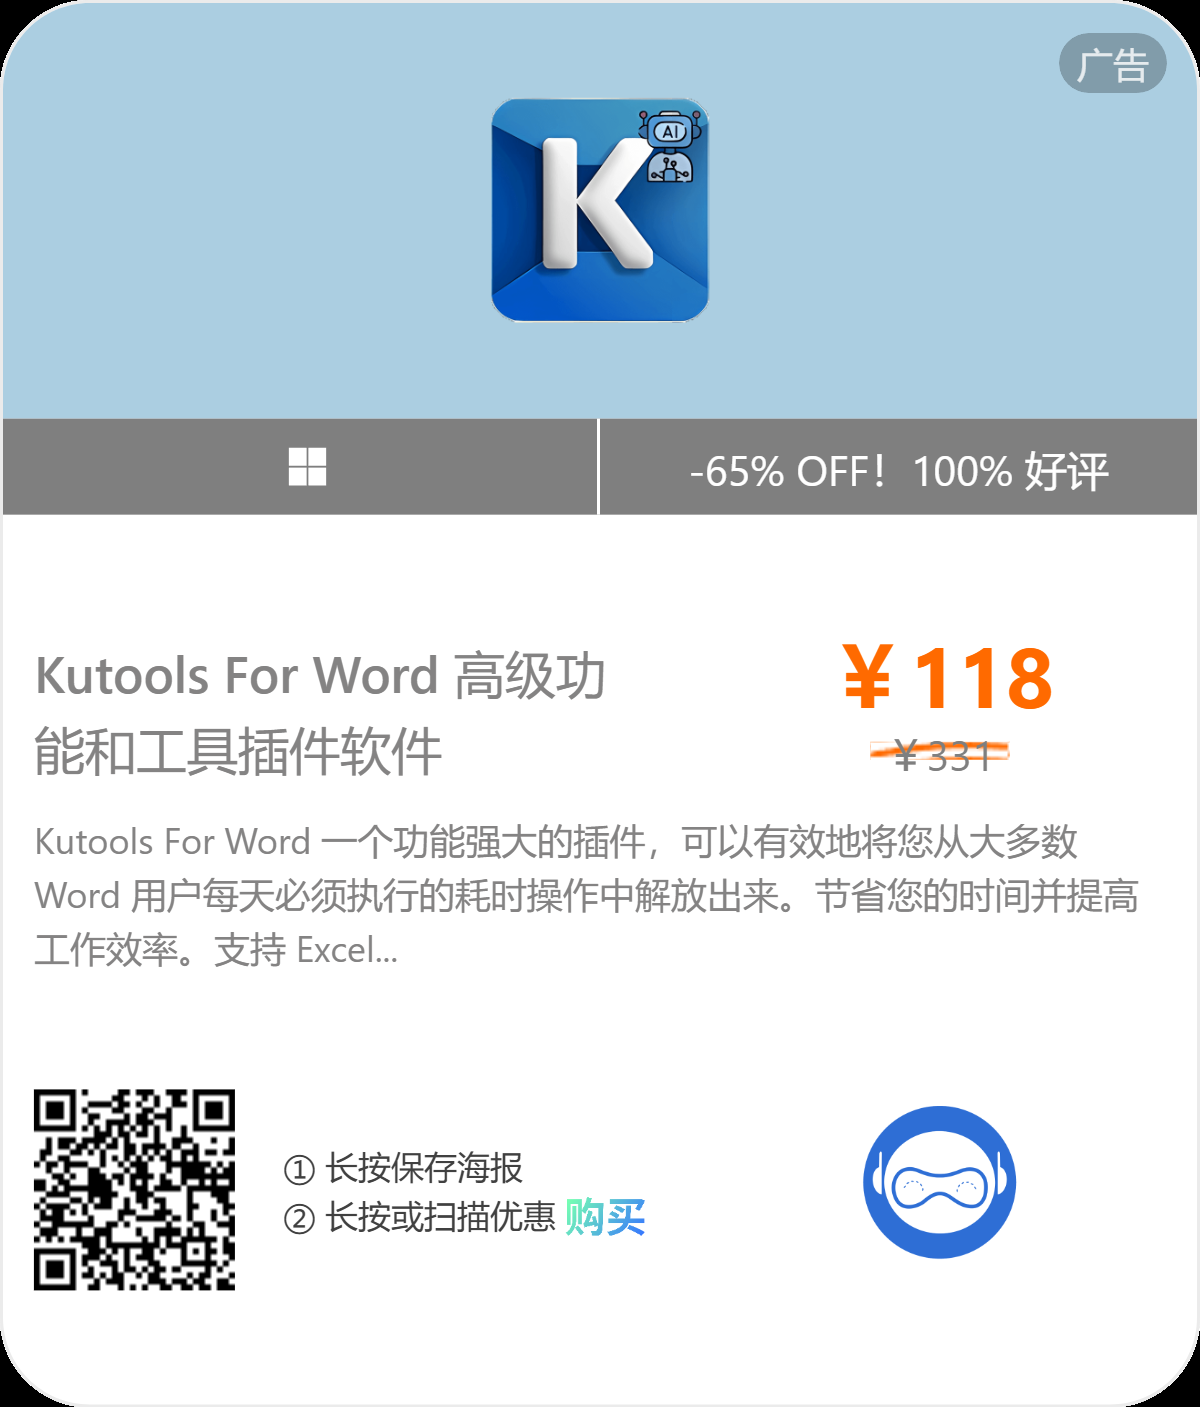 广告
AI
K
-65% OFF！100% 好评
Kutools For Word 高级功
能和工具插件软件
￥118
￥331
Kutools For Word 一个功能强大的插件，可以有效地将您从大多数
Word 用户每天必须执行的耗时操作中解放出来。节省您的时间并提高
工作效率。支持 Excel...
① 长按保存海报
② 长按或扫描优惠 购买